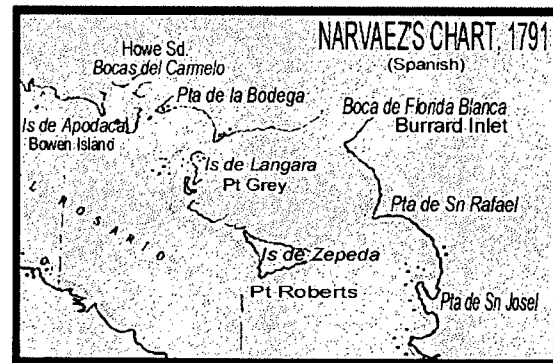 NARVAEZ'S CHART, 1791
(Spanish)
Howe Sd.
Bocas del Carmelo
Pta de la Bodega
Boca de Florida Blanca
Burrard Inlet
Is de Apodaca
Bowen Island
Is de Langara
Pt Grey
Pta de Sn Rafael
L ROSARIO
Is de Zepeda
Pt Roberts
Pta de Sn Josel